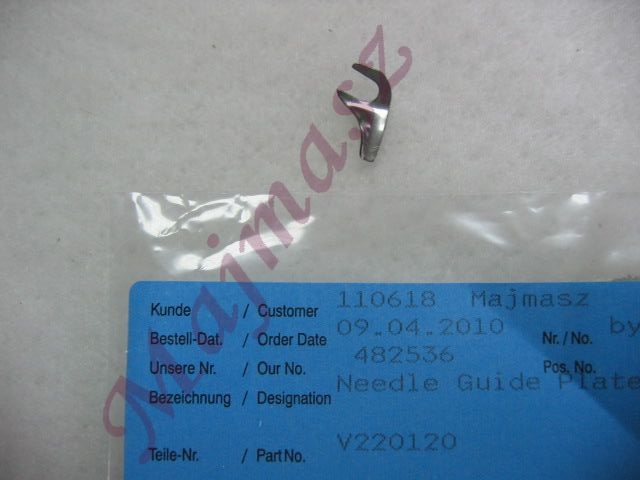 Majmasz
Kunde / Customer 110618 Majmasz
Bestell-Dat. / Order Date 09.04.2010 Nr. / No. by
Unsere Nr. / Our No. 482536 Pos. No.
Bezeichnung / Designation Needle Guide Plate
Teile-Nr. / Part No. V220120